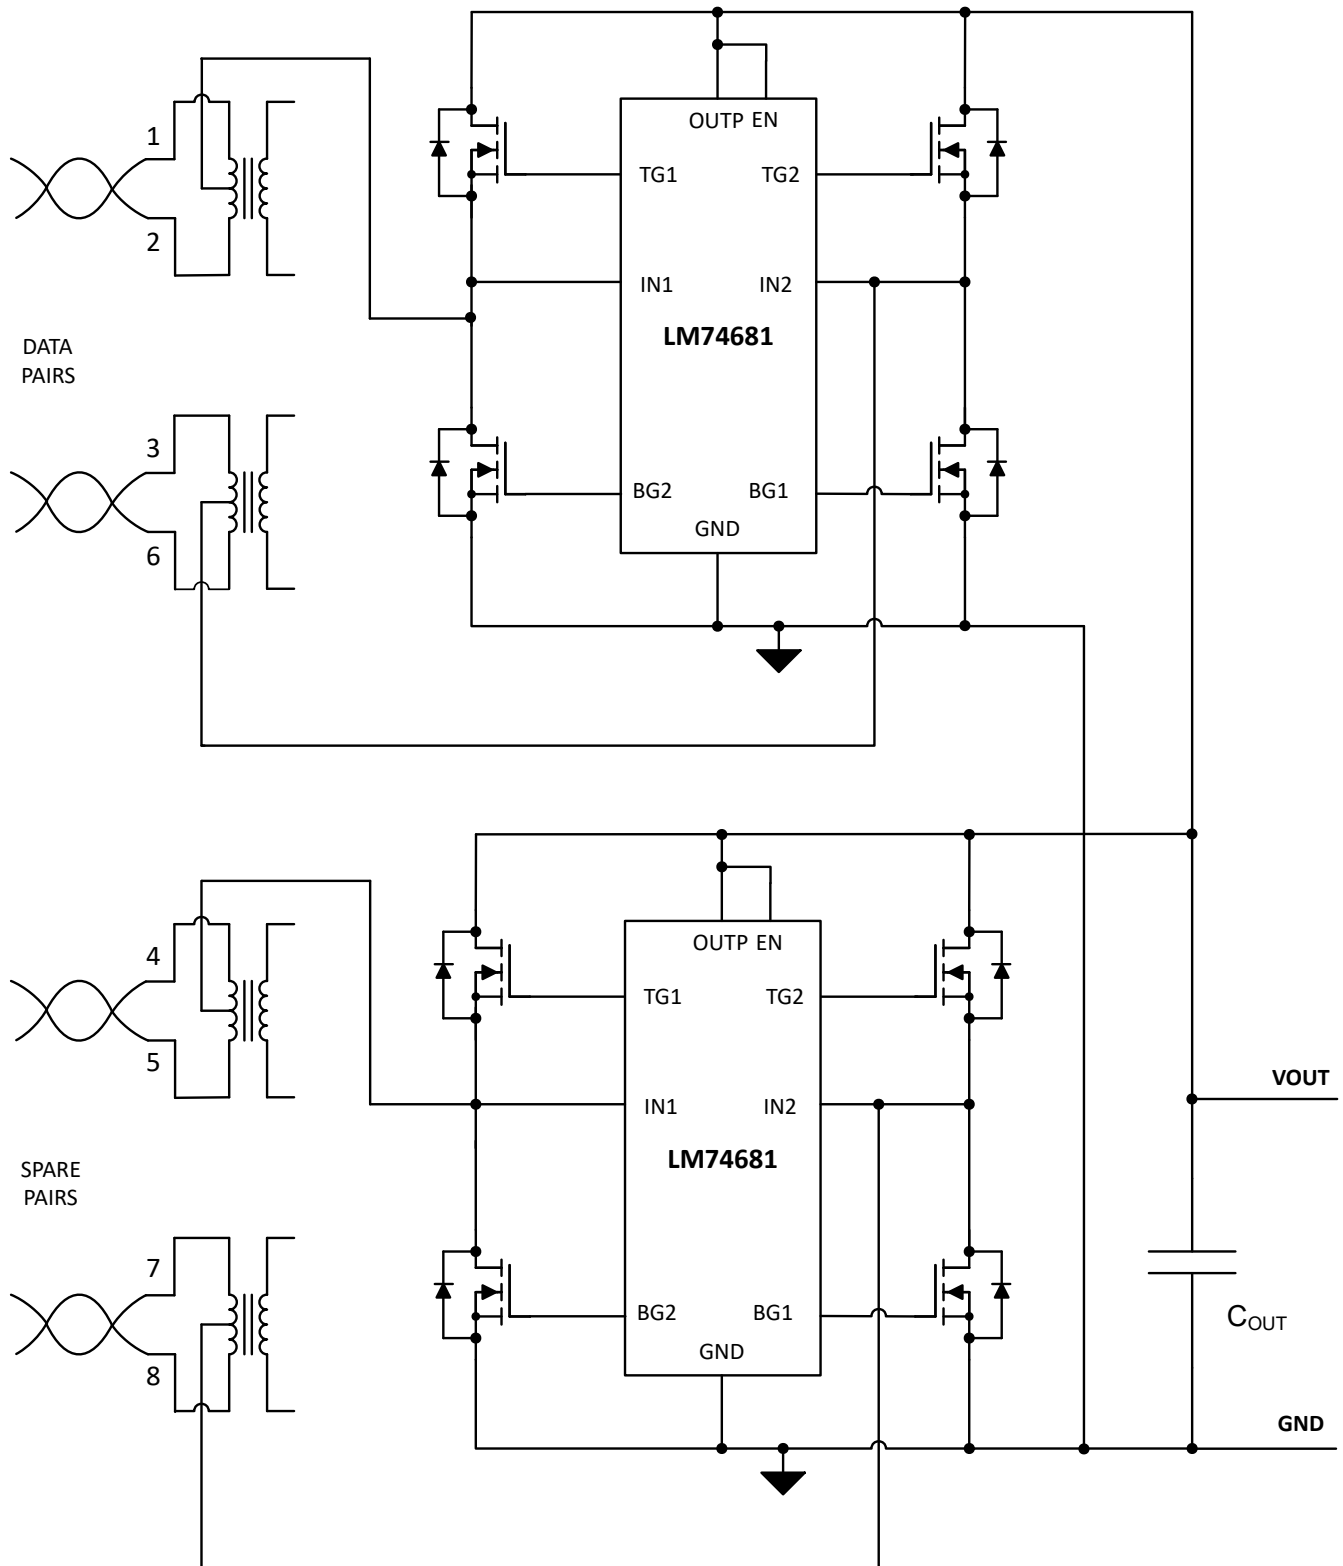 OUTP EN
1
TG1 TG2
2
IN1 IN2
LM74681
DATA
PAIRS
3
BG2 BG1
GND
6
OUTP EN
4
TG1 TG2
5
VOUT
IN1 IN2
LM74681
SPARE
PAIRS
7
BG2 BG1
COUT
GND
8
GND